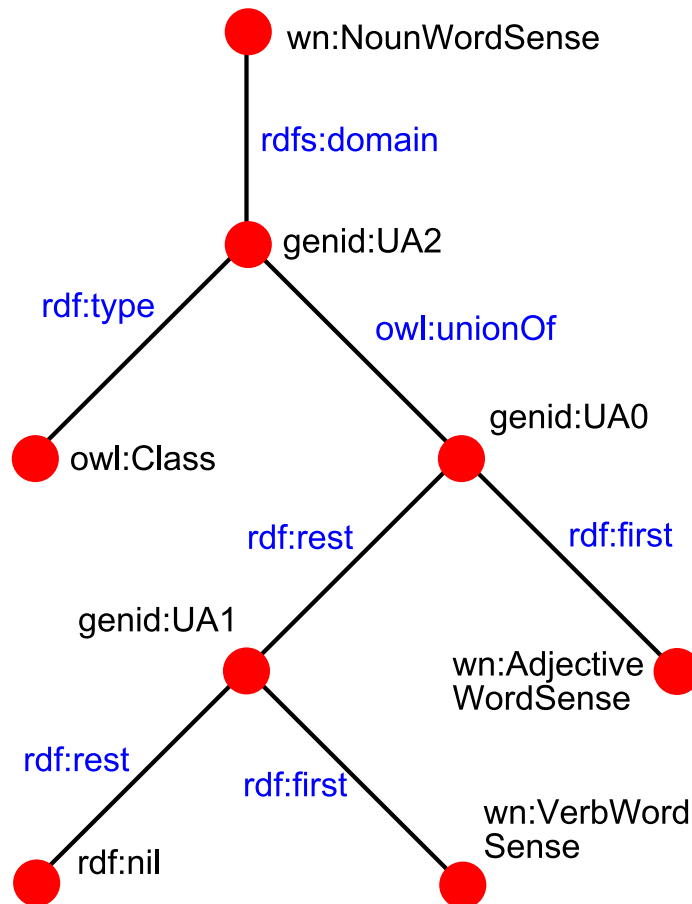 wn:NounWordSense
rdfs:domain
genid:UA2
rdf:type
owl:unionOf
genid:UA0
owl:Class
rdf:rest
rdf:first
genid:UA1
wn:Adjective
WordSense
rdf:rest
rdf:first
wn:VerbWord
Sense
rdf:nil